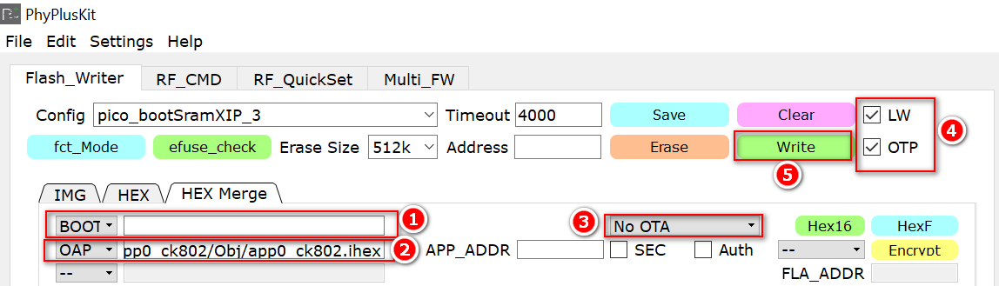 PhyPlusKit
File Edit Settings Help
Flash_Writer RF_CMD RF_QuickSet Multi_FW
Config pico_bootSramXIP_3 Timeout 4000 Save Clear LW
4
fct_Mode efuse_check Erase Size 512k Address Erase Write OTP
5
IMG HEX HEX Merge
BOOT 1 3 No OTA Hex16 HexF
OAP pp0_ck802/Obj/app0_ck802.ihex 2 APP_ADDR SEC Auth -- Encrypt
-- FLA_ADDR